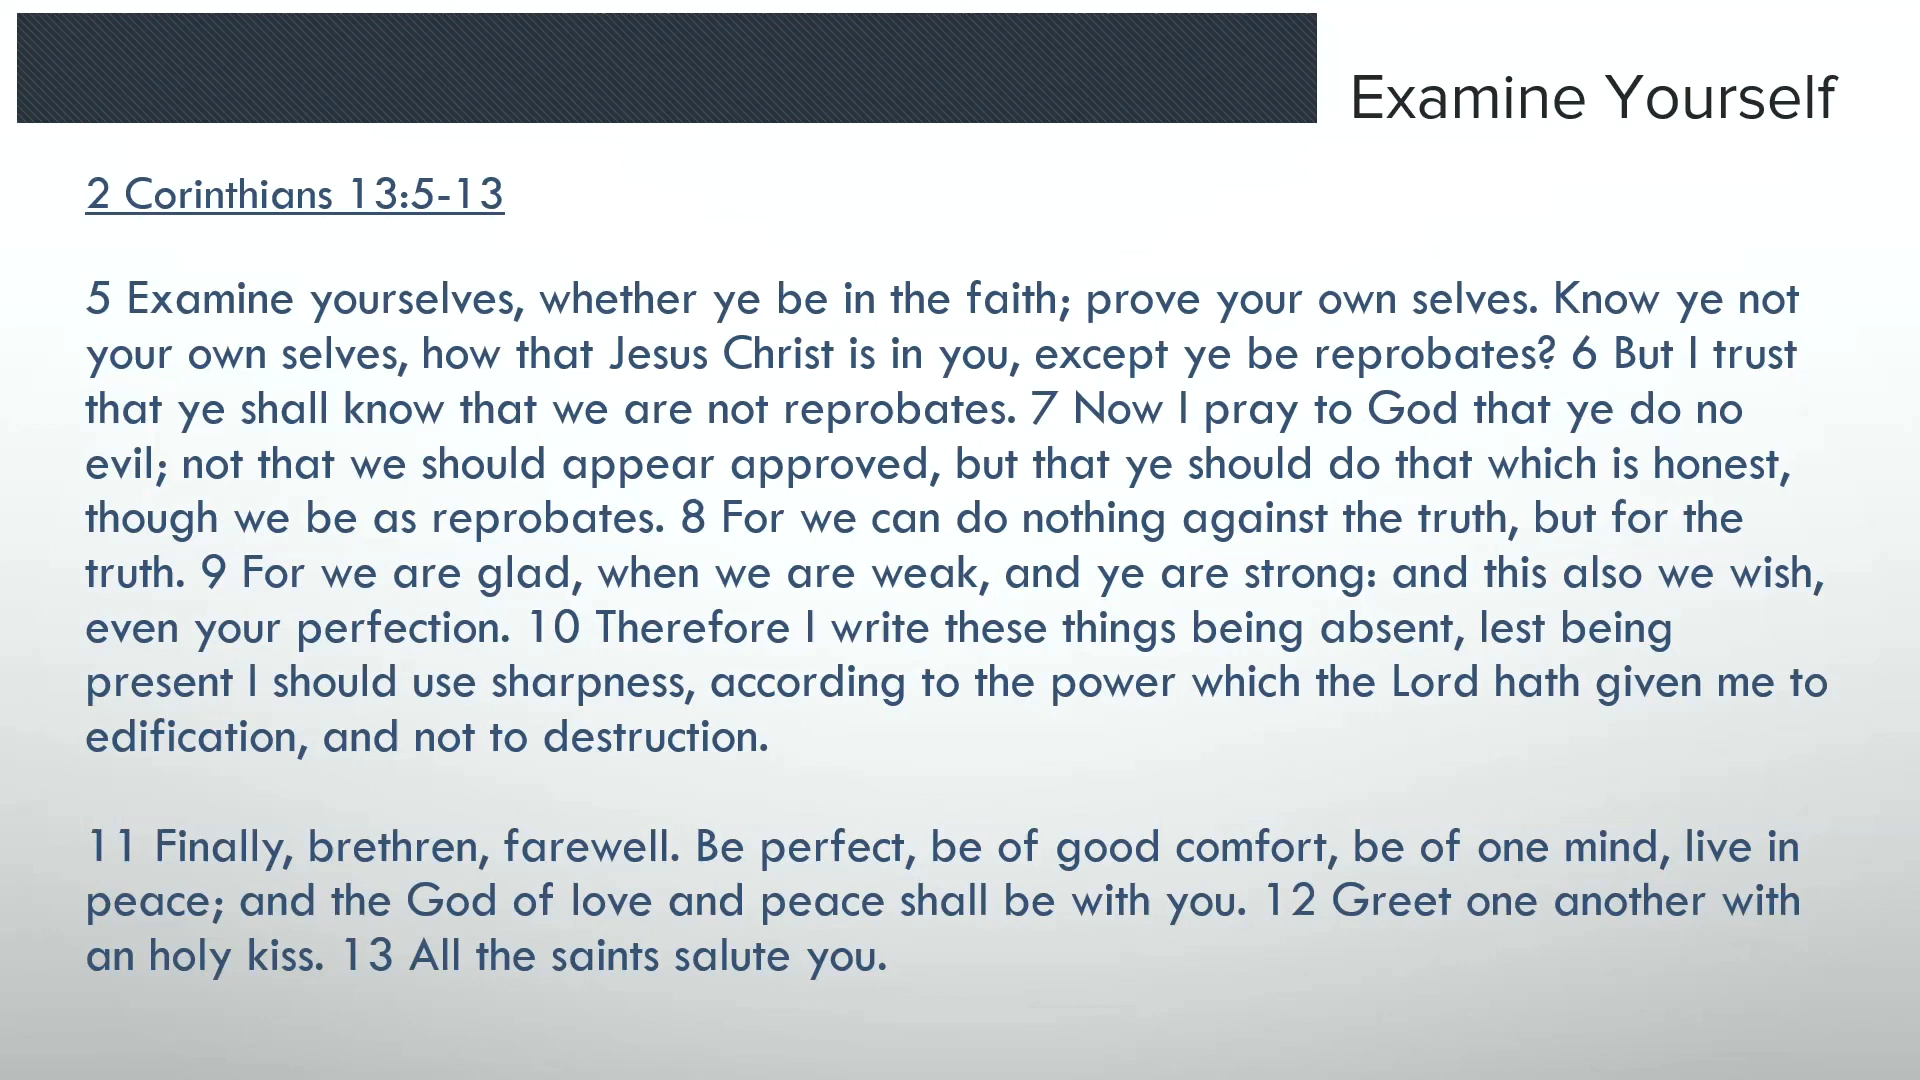 Examine Yourself
2 Corinthians 13:5-13
5 Examine yourselves, whether ye be in the faith; prove your own selves. Know ye not
your own selves, how that Jesus Christ is in you, except ye be reprobates? 6 But I trust
that ye shall know that we are not reprobates. 7 Now I pray to God that ye do no
evil; not that we should appear approved, but that ye should do that which is honest,
though we be as reprobates. 8 For we can do nothing against the truth, but for the
truth. 9 For we are glad, when we are weak, and ye are strong: and this also we wish,
even your perfection. 10 Therefore I write these things being absent, lest being
present I should use sharpness, according to the power which the Lord hath given me to
edification, and not to destruction.
11 Finally, brethren, farewell. Be perfect, be of good comfort, be of one mind, live in
peace; and the God of love and peace shall be with you. 12 Greet one another with
an holy kiss. 13 All the saints salute you.